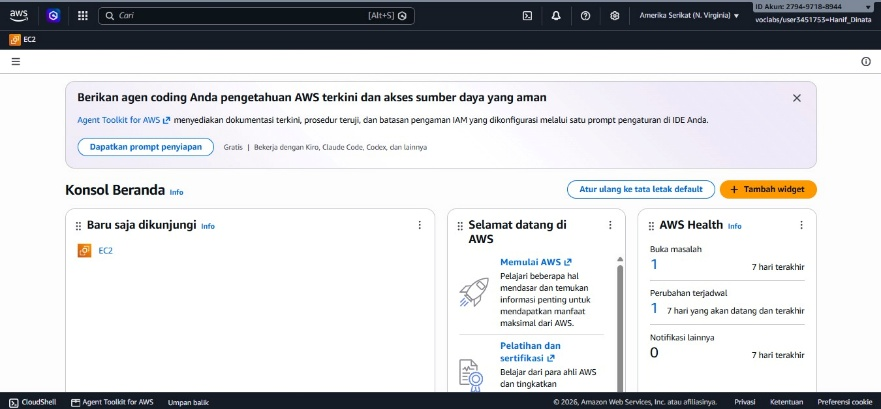 aws
Cari
[Alt+S]
Amerika Serikat (N. Virginia)
ID Akun: 2794-9718-8944
voclabs/user3451753=Hanif_Dinata
EC2
Berikan agen coding Anda pengetahuan AWS terkini dan akses sumber daya yang aman
Agent Toolkit for AWS menyediakan dokumentasi terkini, prosedur teruji, dan batasan pengaman IAM yang dikonfigurasi melalui satu prompt pengaturan di IDE Anda.
Dapatkan prompt penyiapan
Gratis | Bekerja dengan Kiro, Claude Code, Codex, dan lainnya
Konsol Beranda Info
Atur ulang ke tata letak default
+ Tambah widget
Baru saja dikunjungi Info
EC2
Selamat datang di
AWS
Memulai AWS
Pelajari beberapa hal
mendasar dan temukan
informasi penting untuk
mendapatkan manfaat
maksimal dari AWS.
Pelatihan dan
sertifikasi
Belajar dari para ahli AWS
dan tingkatkan
AWS Health Info
Buka masalah
1 7 hari terakhir
Perubahan terjadwal
1 7 hari yang akan datang dan terakhir
Notifikasi lainnya
0 7 hari terakhir
CloudShell Agent Toolkit for AWS Umpan balik © 2026, Amazon Web Services, Inc. atau afiliasinya. Privasi Ketentuan Preferensi cookie